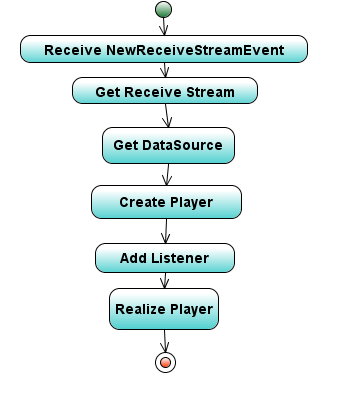 Receive NewReceiveStreamEvent
Get Receive Stream
Get DataSource
Create Player
Add Listener
Realize Player